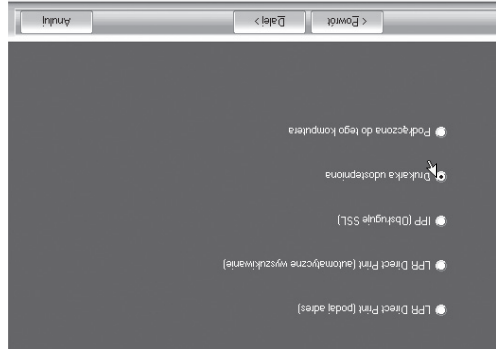 LPR Direct Print (podaj adres)
LPR Direct Print (automatyczne wyszukiwanie)
IPP (Obsługuje SSL)
Drukarka udostępniona
Podłączona do tego komputera
< Powrót
Dalej >
Anuluj